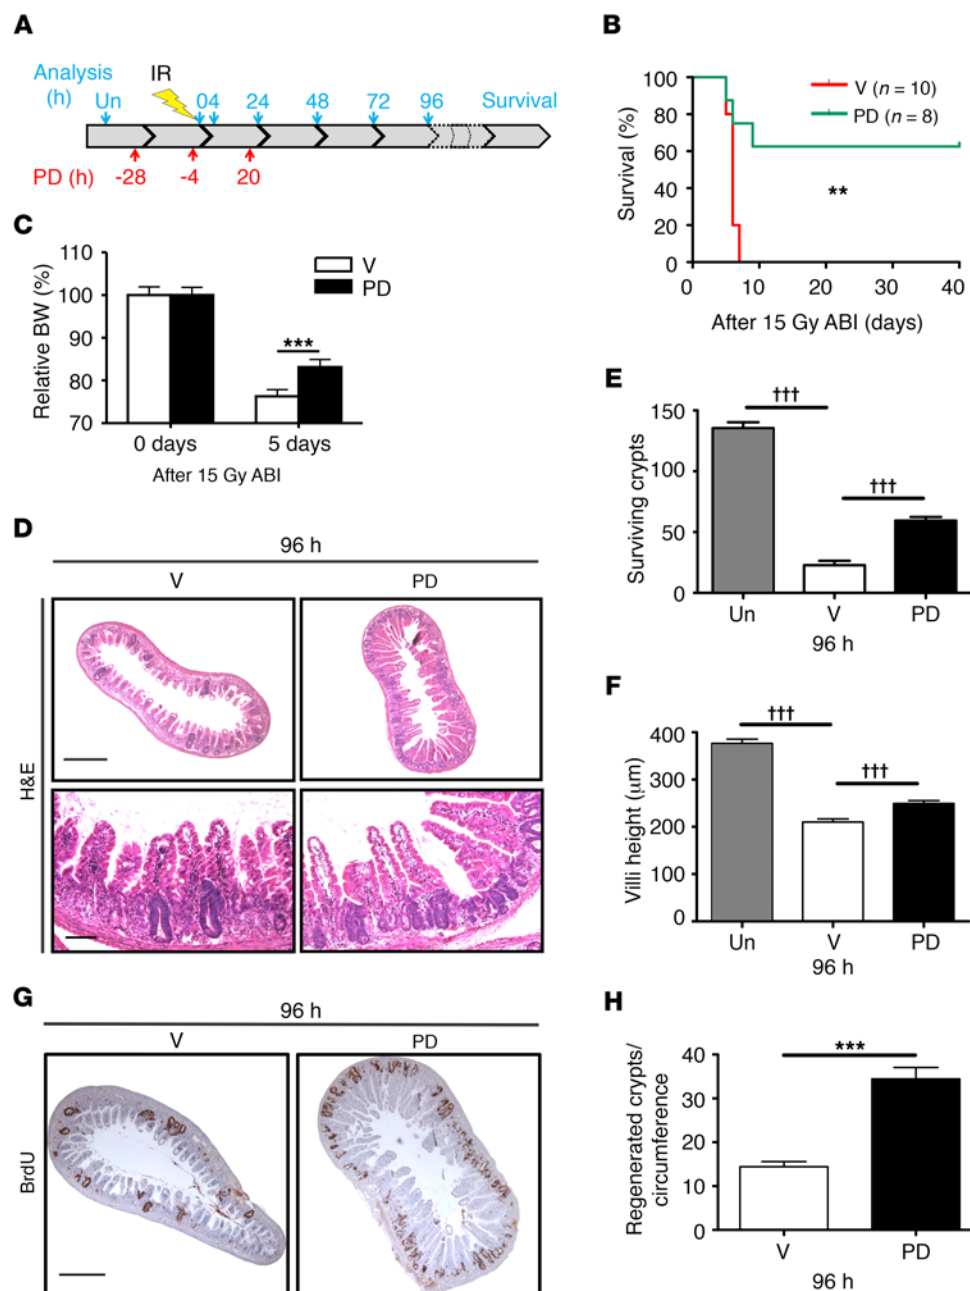 A
Analysis (h)
IR
Un 0 4 24 48 72 96 Survival
PD (h) -28 -4 20
B
Survival (%)
100
80
60
40
20
0
V (n = 10)
PD (n = 8)
**
0 10 20 30 40
After 15 Gy ABI (days)
C
Relative BW (%)
110
100
90
80
70
V
PD
***
0 days 5 days
After 15 Gy ABI
D
96 h
V PD
H&E
E
Surviving crypts
150
100
50
0
†††
†††
Un V PD
96 h
F
Villi height (µm)
400
300
200
100
0
†††
†††
Un V PD
96 h
G
96 h
V PD
BrdU
H
Regenerated crypts/
circumference
40
30
20
10
0
***
V PD
96 h